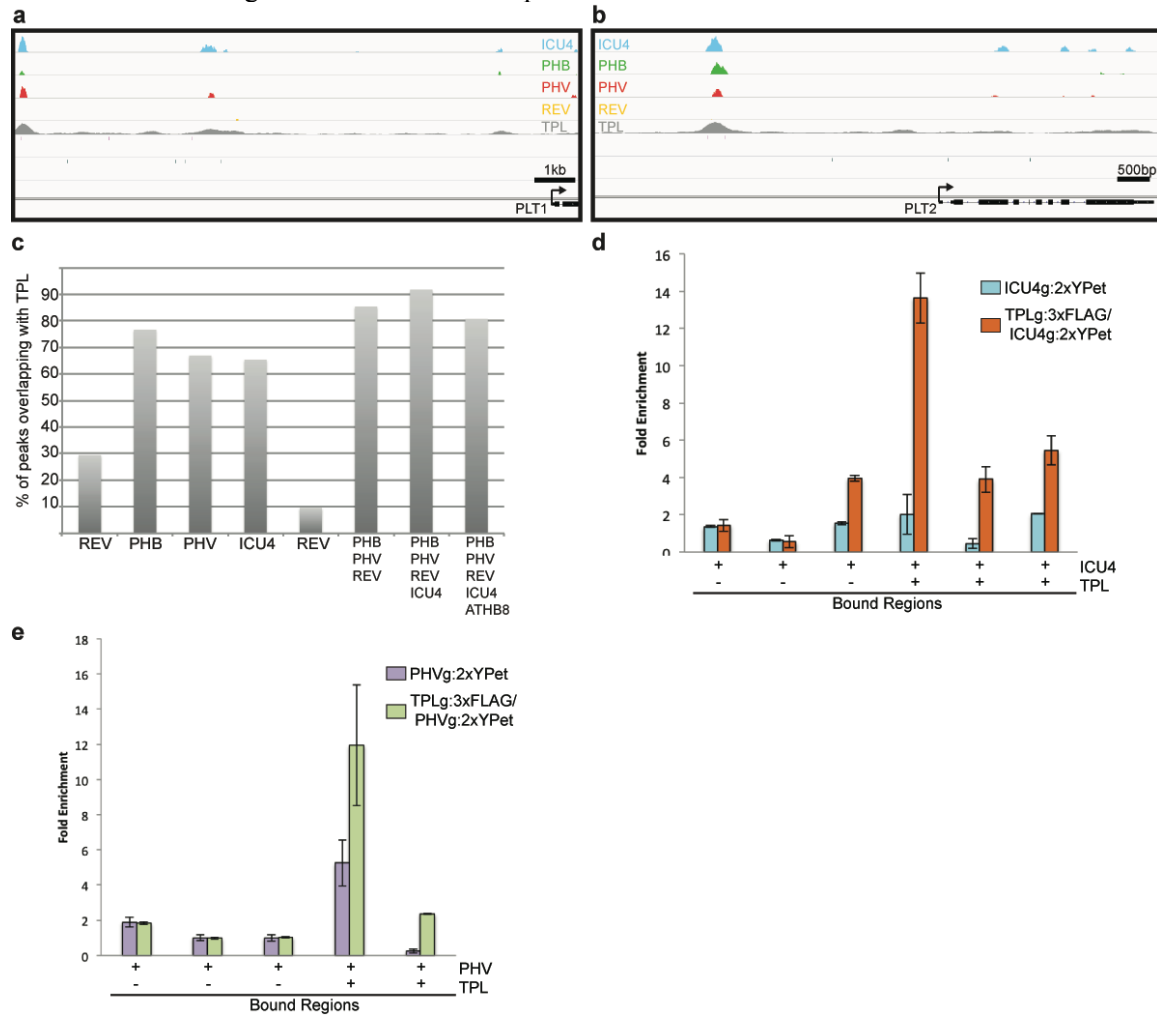 a
ICU4
PHB
PHV
REV
TPL
1kb
PLT1
b
ICU4
PHB
PHV
REV
TPL
500bp
PLT2
c
% of peaks overlapping with TPL
90
80
70
60
50
40
30
20
10
REV PHB PHV ICU4 REV PHB PHB PHB
PHV PHV PHV
REV REV REV
ICU4 ICU4
ATHB8
d
Fold Enrichment
16
14
12
10
8
6
4
2
0
ICU4g:2xYPet
TPLg:3xFLAG/
ICU4g:2xYPet
+ + + + + + ICU4
- - - + + + TPL
Bound Regions
e
Fold Enrichment
18
16
14
12
10
8
6
4
2
0
PHVg:2xYPet
TPLg:3xFLAG/
PHVg:2xYPet
+ + + + + PHV
- - - + + TPL
Bound Regions